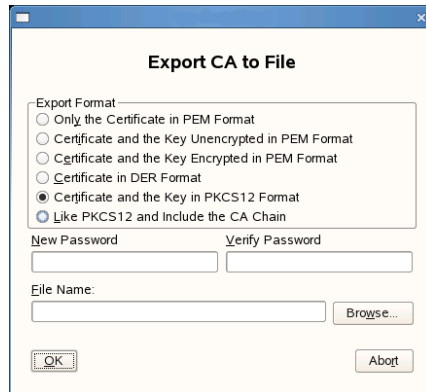 Export CA to File
Export Format
Only the Certificate in PEM Format
Certificate and the Key Unencrypted in PEM Format
Certificate and the Key Encrypted in PEM Format
Certificate in DER Format
Certificate and the Key in PKCS12 Format
Like PKCS12 and Include the CA Chain
New Password Verify Password
File Name:
Browse...
OK Abort